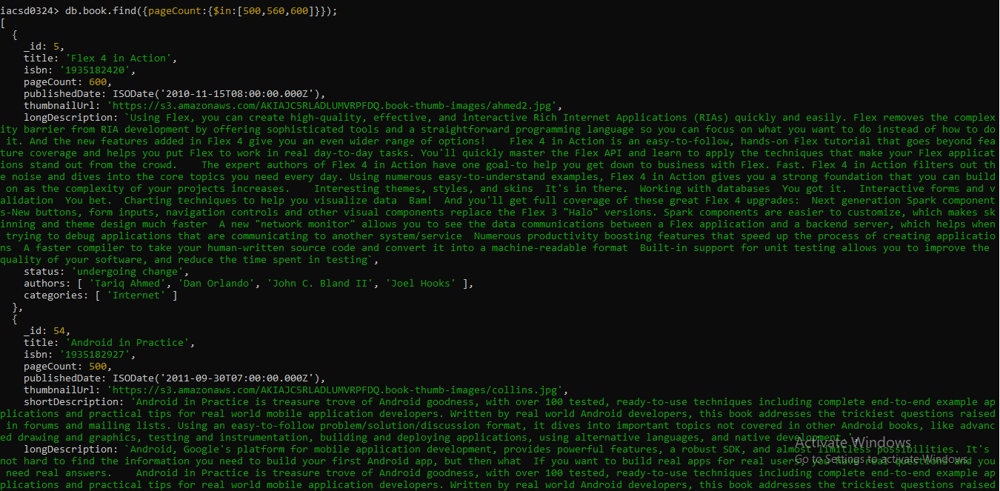 iacsd0324> db.book.find({pageCount:{$in:[500,560,600]}});
[
  {
    _id: 5,
    title: 'Flex 4 in Action',
    isbn: '1935182420',
    pageCount: 600,
    publishedDate: ISODate('2010-11-15T08:00:00.000Z'),
    thumbnailUrl: 'https://s3.amazonaws.com/AKIAJC5RLADLUMVRPFDQ.book-thumb-images/ahmed2.jpg',
    longDescription: `Using Flex, you can create high-quality, effective, and interactive Rich Internet Applications (RIAs) quickly and easily. Flex removes the complex
ity barrier from RIA development by offering sophisticated tools and a straightforward programming language so you can focus on what you want to do instead of how to do
 it. And the new features added in Flex 4 give you an even wider range of options!    Flex 4 in Action is an easy-to-follow, hands-on Flex tutorial that goes beyond fea
ture coverage and helps you put Flex to work in real day-to-day tasks. You'll quickly master the Flex API and learn to apply the techniques that make your Flex applicat
ions stand out from the crowd.    The expert authors of Flex 4 in Action have one goal-to help you get down to business with Flex. Fast. Flex 4 in Action filters out th
e noise and dives into the core topics you need every day. Using numerous easy-to-understand examples, Flex 4 in Action gives you a strong foundation that you can build
 on as the complexity of your projects increases.    Interesting themes, styles, and skins  It's in there.  Working with databases  You got it.  Interactive forms and v
alidation  You bet.  Charting techniques to help you visualize data  Bam!  And you'll get full coverage of these great Flex 4 upgrades:  Next generation Spark component
s-New buttons, form inputs, navigation controls and other visual components replace the Flex 3 "Halo" versions. Spark components are easier to customize, which makes sk
inning and theme design much faster  A new "network monitor" allows you to see the data communications between a Flex application and a backend server, which helps when
 trying to debug applications that are communicating to another system/service  Numerous productivity boosting features that speed up the process of creating applicatio
ns  A faster compiler to take your human-written source code and convert it into a machine-readable format  Built-in support for unit testing allows you to improve the
quality of your software, and reduce the time spent in testing`,
    status: 'undergoing change',
    authors: [ 'Tariq Ahmed', 'Dan Orlando', 'John C. Bland II', 'Joel Hooks' ],
    categories: [ 'Internet' ]
  },
  {
    _id: 54,
    title: 'Android in Practice',
    isbn: '1935182927',
    pageCount: 500,
    publishedDate: ISODate('2011-09-30T07:00:00.000Z'),
    thumbnailUrl: 'https://s3.amazonaws.com/AKIAJC5RLADLUMVRPFDQ.book-thumb-images/collins.jpg',
    shortDescription: 'Android in Practice is treasure trove of Android goodness, with over 100 tested, ready-to-use techniques including complete end-to-end example ap
plications and practical tips for real world mobile application developers. Written by real world Android developers, this book addresses the trickiest questions raised
 in forums and mailing lists. Using an easy-to-follow problem/solution/discussion format, it dives into important topics not covered in other Android books, like advanc
ed drawing and graphics, testing and instrumentation, building and deploying applications, using alternative languages, and native development.',
    longDescription: `Android, Google's platform for mobile application development, provides powerful features, a robust SDK, and almost limitless possibilities. It's
not hard to find the information you need to build your first Android app, but then what  If you want to build real apps for real users, you have real questions and you
 need real answers.    Android in Practice is treasure trove of Android goodness, with over 100 tested, ready-to-use techniques including complete end-to-end example ap
plications and practical tips for real world mobile application developers. Written by real world Android developers, this book addresses the trickiest questions raised
Activate Windows
Go to Settings to activate Windows.